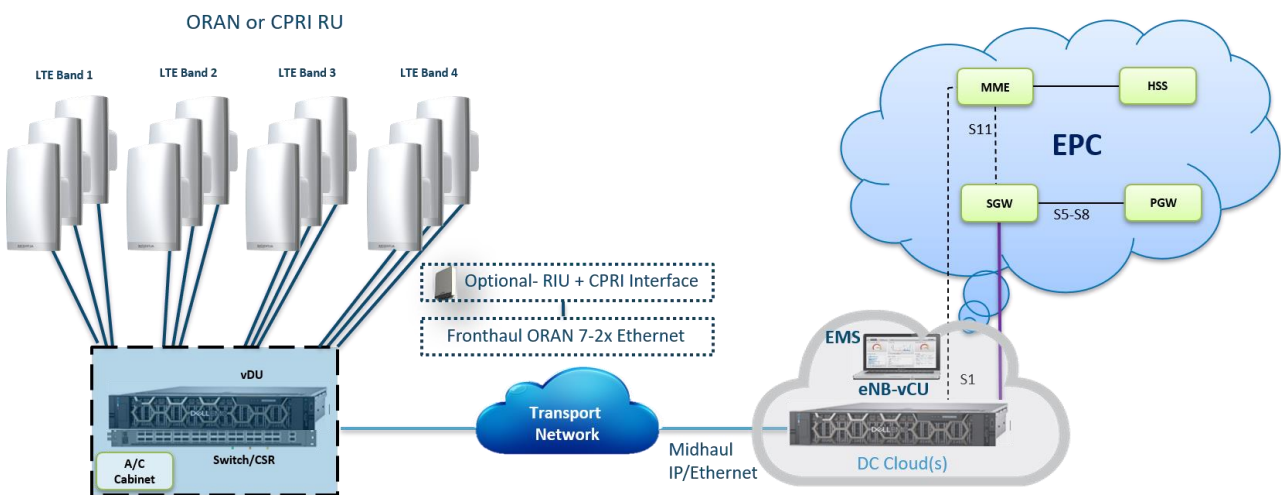 ORAN or CPRI RU
LTE Band 1
LTE Band 2
LTE Band 3
LTE Band 4
MME
HSS
S11
EPC
SGW
S5-S8
PGW
Optional- RIU + CPRI Interface
Fronthaul ORAN 7-2x Ethernet
vDU
DELL
Switch/CSR
A/C
Cabinet
Transport
Network
Midhaul
IP/Ethernet
EMS
eNB-vCU
S1
DELL
DC Cloud(s)